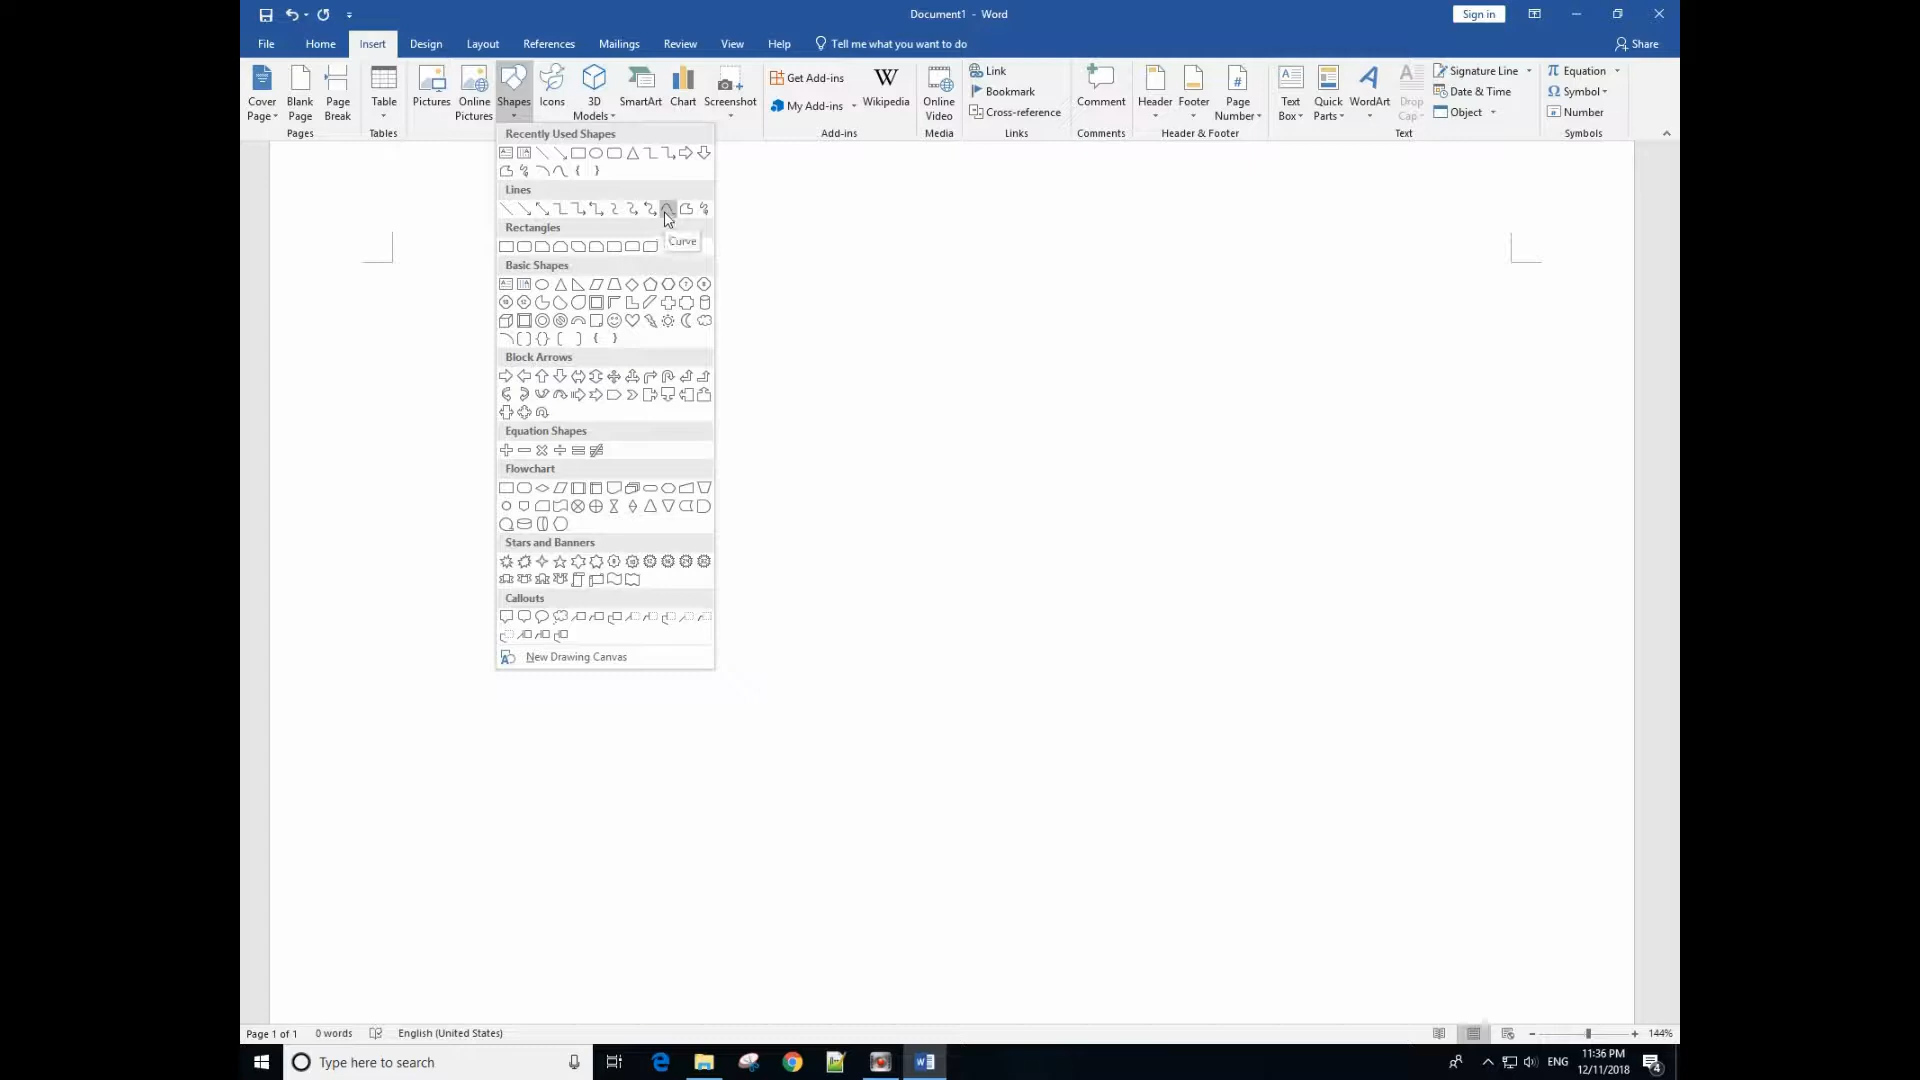 Document1 - Word
Sign in
File Home Insert Design Layout References Mailings Review View Help Tell me what you want to do Share
Cover Page
Blank Page
Page Break
Pages
Table
Tables
Pictures
Online Pictures
Shapes
Icons
3D Models
SmartArt
Chart
Screenshot
Get Add-ins
My Add-ins
Wikipedia
Add-ins
Online Video
Media
Link
Bookmark
Cross-reference
Links
Comment
Comments
Header
Footer
Page Number
Header & Footer
Text Box
Quick Parts
WordArt
Drop Cap
Signature Line
Date & Time
Object
Text
Equation
Symbol
Number
Symbols
Recently Used Shapes
Lines
Curve
Rectangles
Basic Shapes
Block Arrows
Equation Shapes
Flowchart
Stars and Banners
Callouts
New Drawing Canvas
Page 1 of 1 0 words English (United States) 144%
Type here to search
ENG
11:36 PM
12/11/2018
4